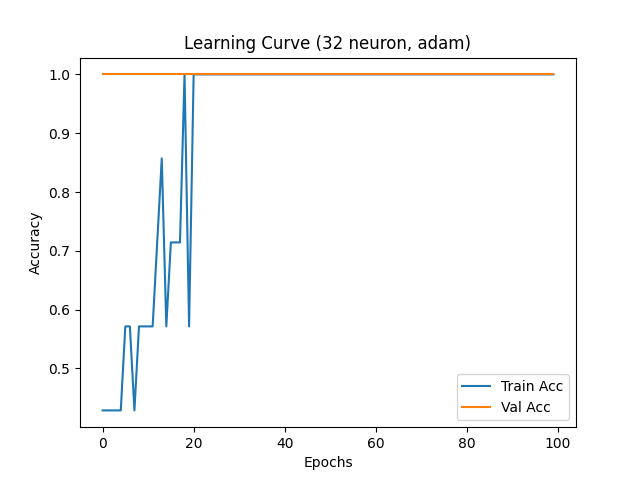 Learning Curve (32 neuron, adam)
1.0
0.9
0.8
0.7
0.6
0.5
Accuracy
0 20 40 60 80 100
Epochs
Train Acc
Val Acc